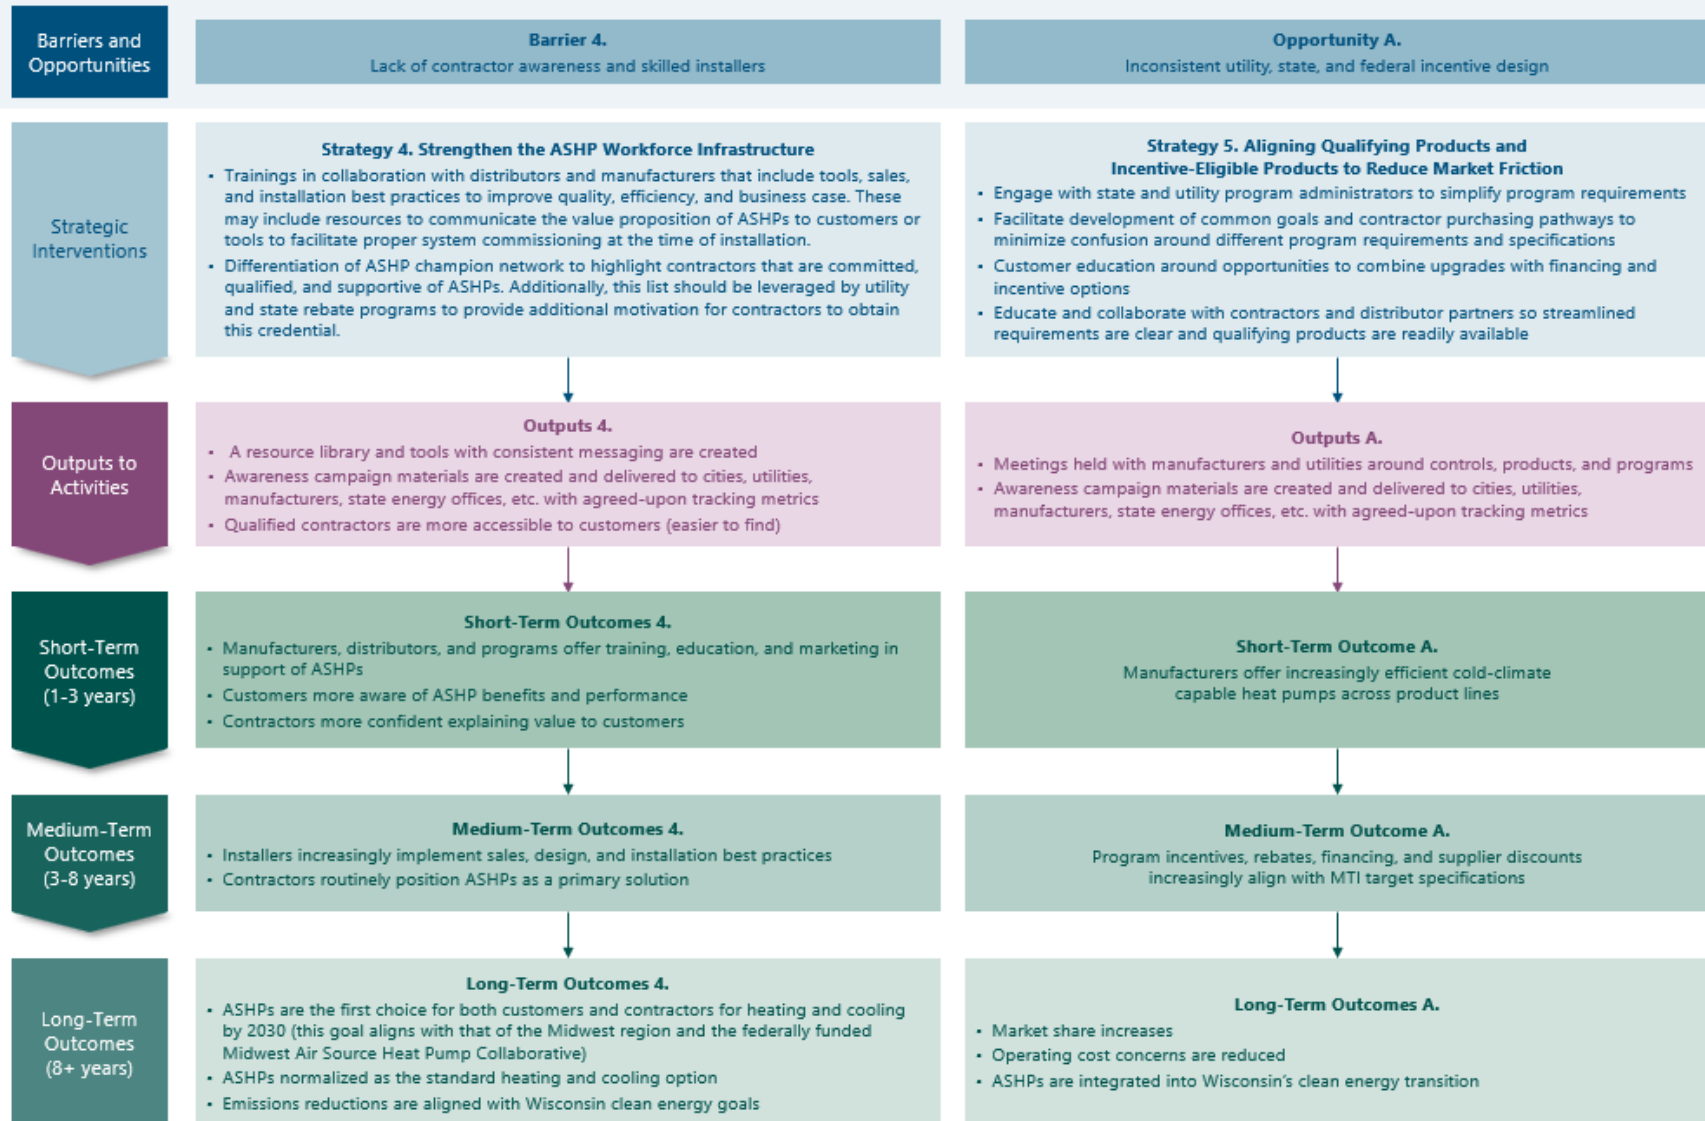 Barriers and
Opportunities
Barrier 4.
Lack of contractor awareness and skilled installers
Opportunity A.
Inconsistent utility, state, and federal incentive design
Strategic
Interventions
Strategy 4. Strengthen the ASHP Workforce Infrastructure
• Trainings in collaboration with distributors and manufacturers that include tools, sales,
and installation best practices to improve quality, efficiency, and business case. These
may include resources to communicate the value proposition of ASHPs to customers or
tools to facilitate proper system commissioning at the time of installation.
• Differentiation of ASHP champion network to highlight contractors that are committed,
qualified, and supportive of ASHPs. Additionally, this list should be leveraged by utility
and state rebate programs to provide additional motivation for contractors to obtain
this credential.
Strategy 5. Aligning Qualifying Products and
Incentive-Eligible Products to Reduce Market Friction
• Engage with state and utility program administrators to simplify program requirements
• Facilitate development of common goals and contractor purchasing pathways to
minimize confusion around different program requirements and specifications
• Customer education around opportunities to combine upgrades with financing and
incentive options
• Educate and collaborate with contractors and distributor partners so streamlined
requirements are clear and qualifying products are readily available
Outputs to
Activities
Outputs 4.
• A resource library and tools with consistent messaging are created
• Awareness campaign materials are created and delivered to cities, utilities,
manufacturers, state energy offices, etc. with agreed-upon tracking metrics
• Qualified contractors are more accessible to customers (easier to find)
Outputs A.
• Meetings held with manufacturers and utilities around controls, products, and programs
• Awareness campaign materials are created and delivered to cities, utilities,
manufacturers, state energy offices, etc. with agreed-upon tracking metrics
Short-Term
Outcomes
(1-3 years)
Short-Term Outcomes 4.
• Manufacturers, distributors, and programs offer training, education, and marketing in
support of ASHPs
• Customers more aware of ASHP benefits and performance
• Contractors more confident explaining value to customers
Short-Term Outcome A.
Manufacturers offer increasingly efficient cold-climate
capable heat pumps across product lines
Medium-Term
Outcomes
(3-8 years)
Medium-Term Outcomes 4.
• Installers increasingly implement sales, design, and installation best practices
• Contractors routinely position ASHPs as a primary solution
Medium-Term Outcome A.
Program incentives, rebates, financing, and supplier discounts
increasingly align with MTI target specifications
Long-Term
Outcomes
(8+ years)
Long-Term Outcomes 4.
• ASHPs are the first choice for both customers and contractors for heating and cooling
by 2030 (this goal aligns with that of the Midwest region and the federally funded
Midwest Air Source Heat Pump Collaborative)
• ASHPs normalized as the standard heating and cooling option
• Emissions reductions are aligned with Wisconsin clean energy goals
Long-Term Outcomes A.
• Market share increases
• Operating cost concerns are reduced
• ASHPs are integrated into Wisconsin's clean energy transition